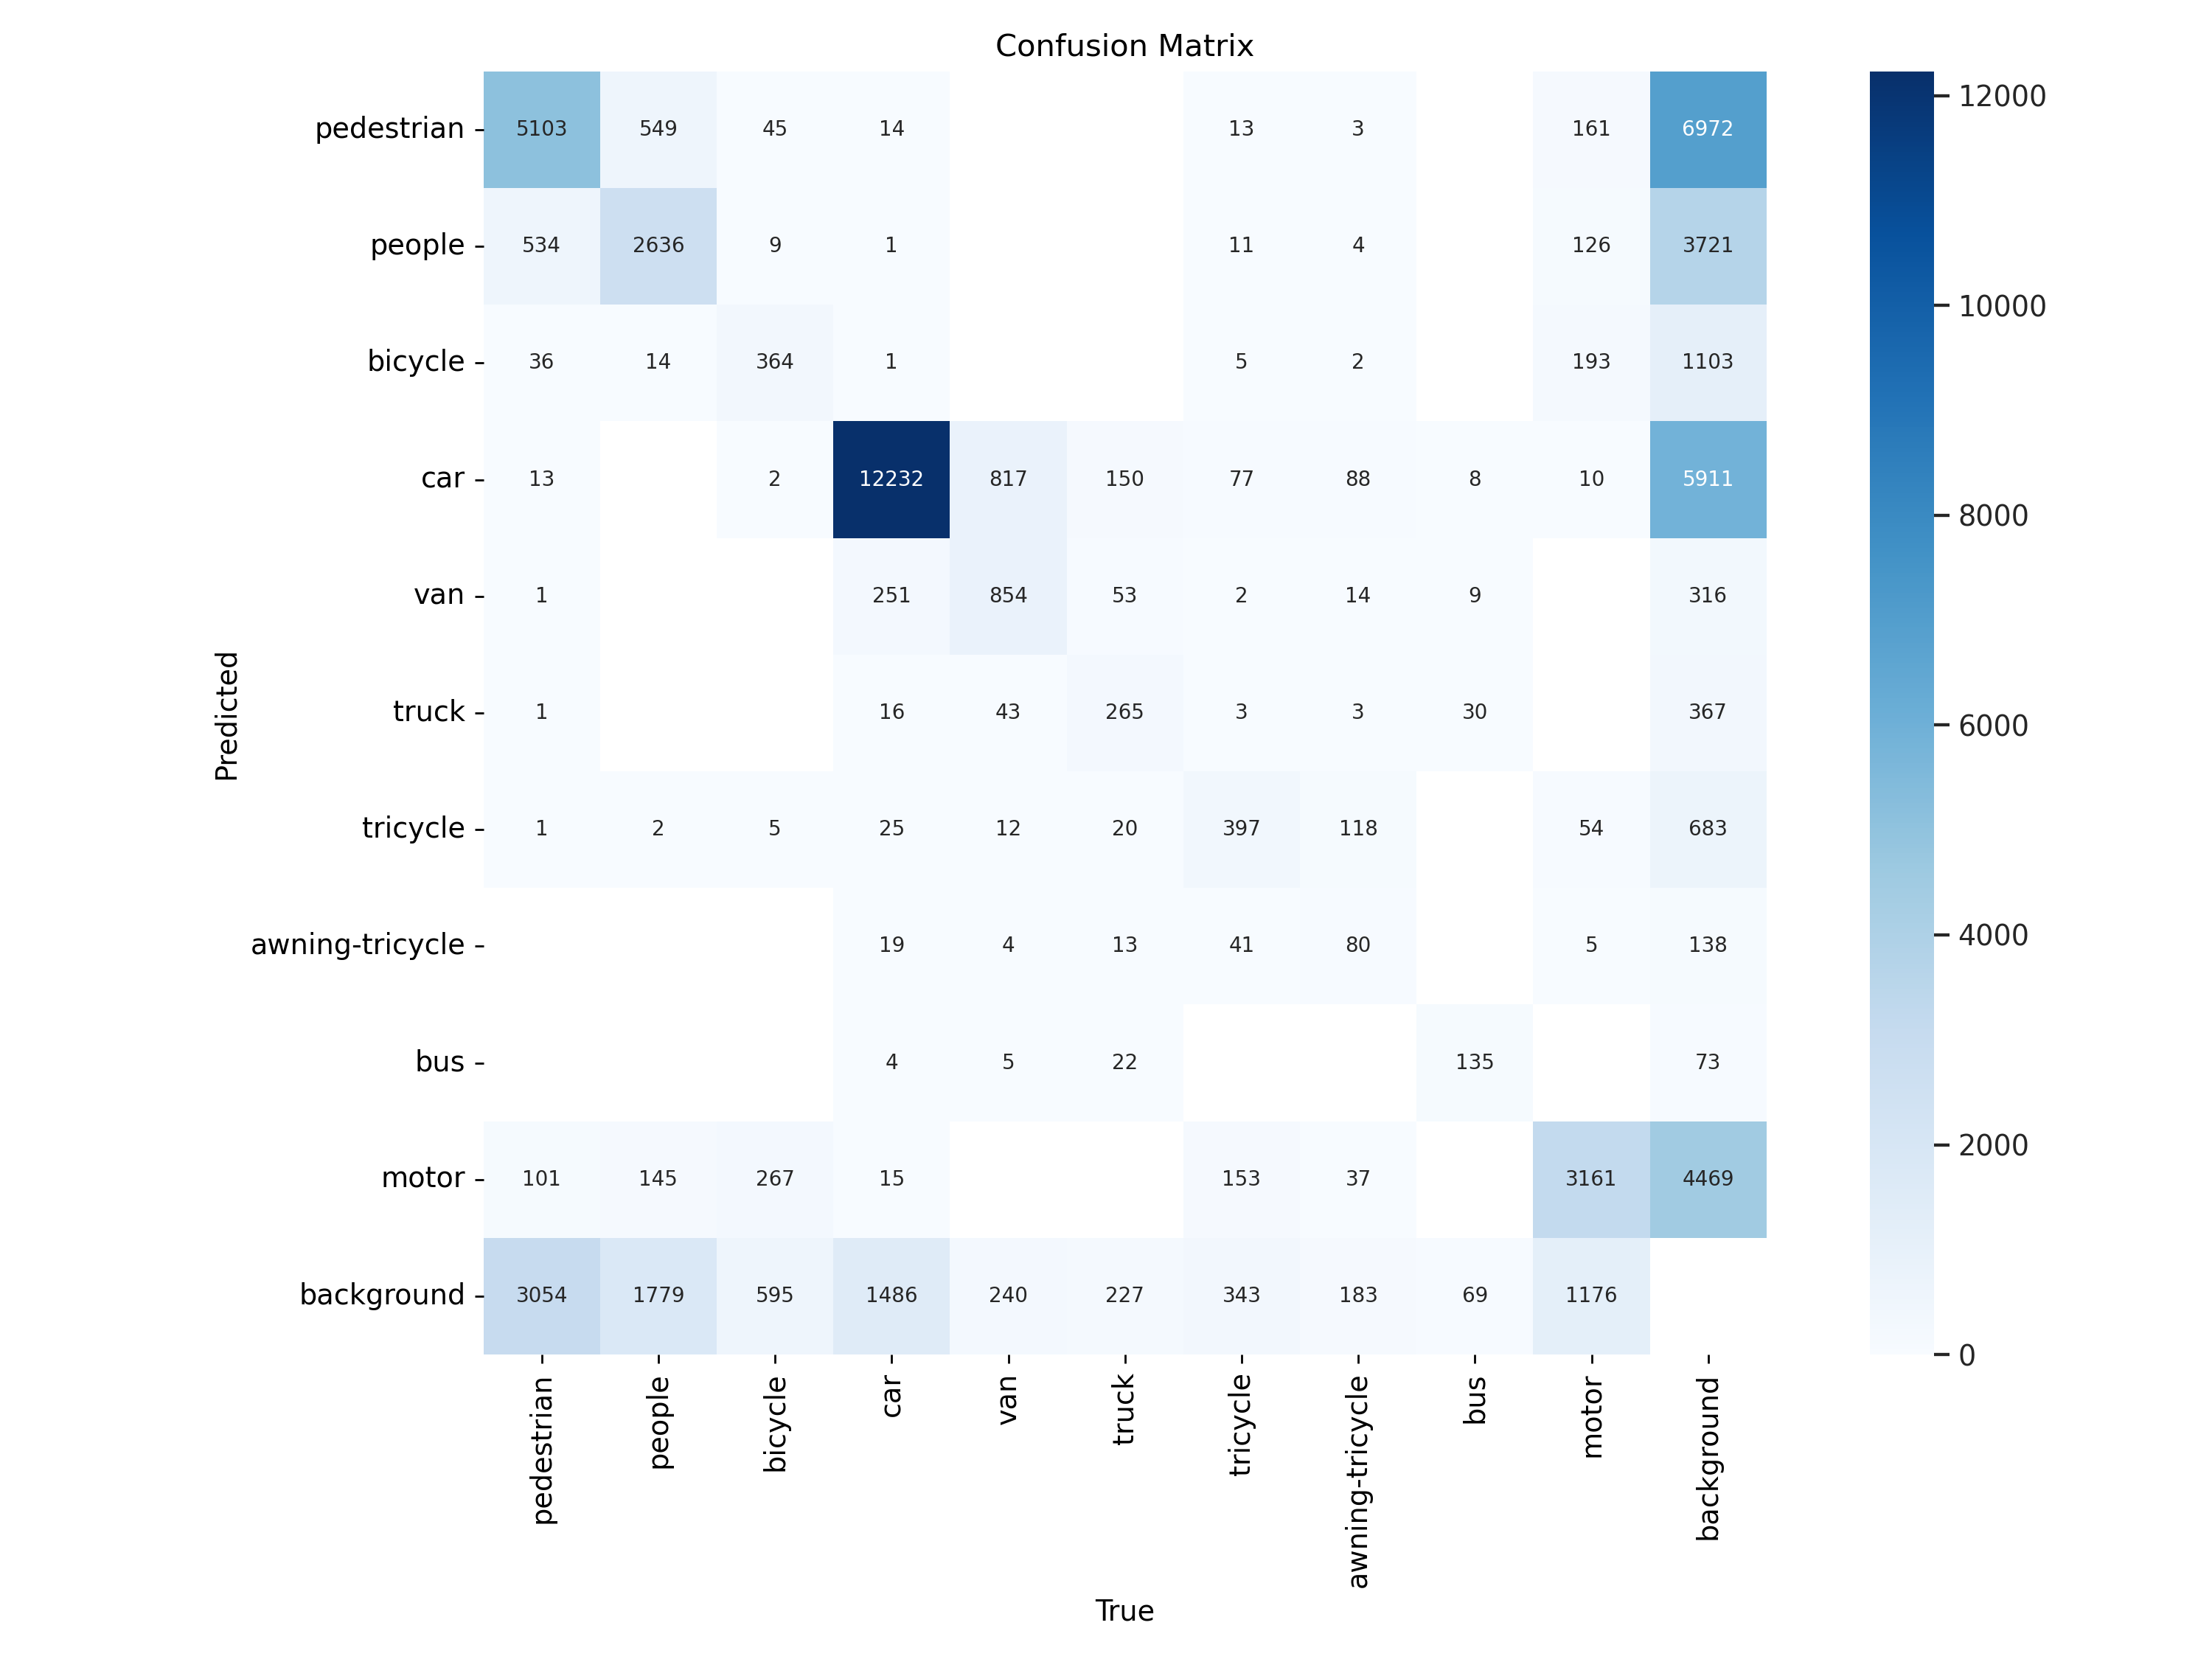 Confusion Matrix
pedestrian 5103 549 45 14 13 3 161 6972
people 534 2636 9 1 11 4 126 3721
bicycle 36 14 364 1 5 2 193 1103
car 13 2 12232 817 150 77 88 8 10 5911
van 1 251 854 53 2 14 9 316
truck 1 16 43 265 3 3 30 367
tricycle 1 2 5 25 12 20 397 118 54 683
awning-tricycle 19 4 13 41 80 5 138
bus 4 5 22 135 73
motor 101 145 267 15 153 37 3161 4469
background 3054 1779 595 1486 240 227 343 183 69 1176
Predicted
pedestrian people bicycle car van truck tricycle awning-tricycle bus motor background
True
12000
10000
8000
6000
4000
2000
0